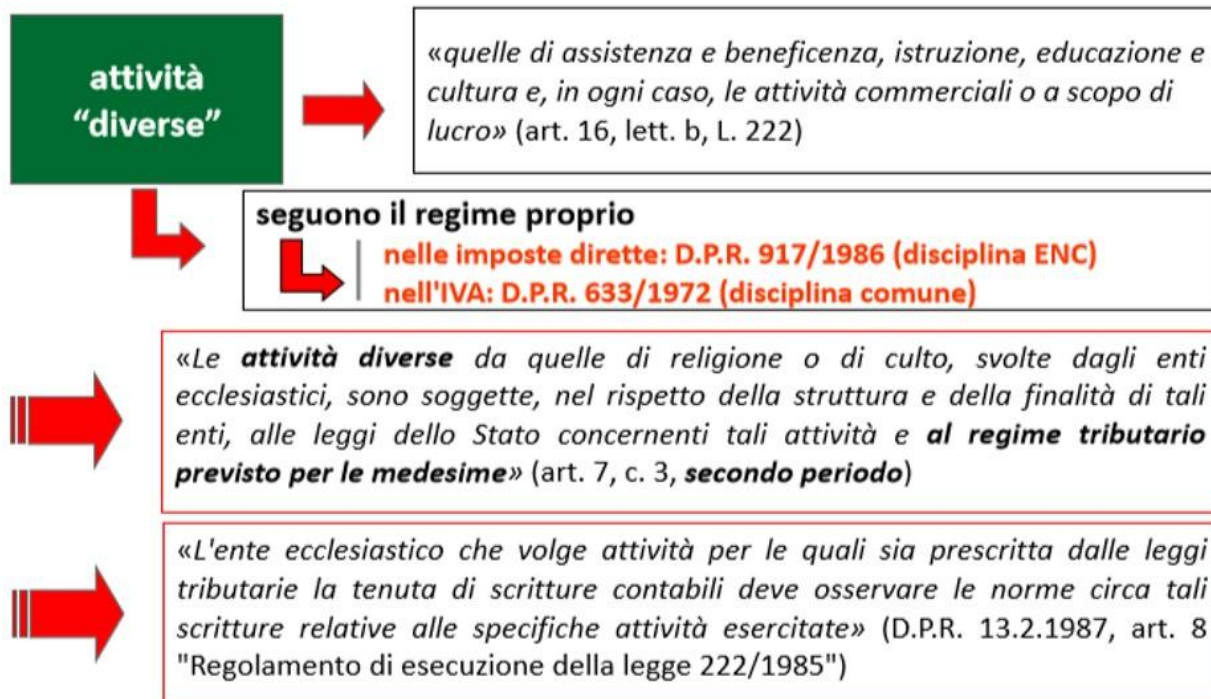 attività
“diverse”
«quelle di assistenza e beneficenza, istruzione, educazione e
cultura e, in ogni caso, le attività commerciali o a scopo di
lucro» (art. 16, lett. b, L. 222)
seguono il regime proprio
nelle imposte dirette: D.P.R. 917/1986 (disciplina ENC)
nell'IVA: D.P.R. 633/1972 (disciplina comune)
«Le attività diverse da quelle di religione o di culto, svolte dagli enti
ecclesiastici, sono soggette, nel rispetto della struttura e della finalità di tali
enti, alle leggi dello Stato concernenti tali attività e al regime tributario
previsto per le medesime» (art. 7, c. 3, secondo periodo)
«L'ente ecclesiastico che volge attività per le quali sia prescritta dalle leggi
tributarie la tenuta di scritture contabili deve osservare le norme circa tali
scritture relative alle specifiche attività esercitate» (D.P.R. 13.2.1987, art. 8
"Regolamento di esecuzione della legge 222/1985")